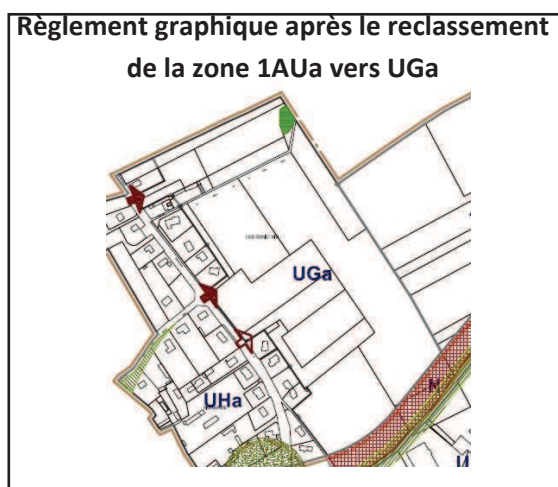 Règlement graphique après le reclassement
de la zone 1AUa vers UGa
UGa
UHa
N